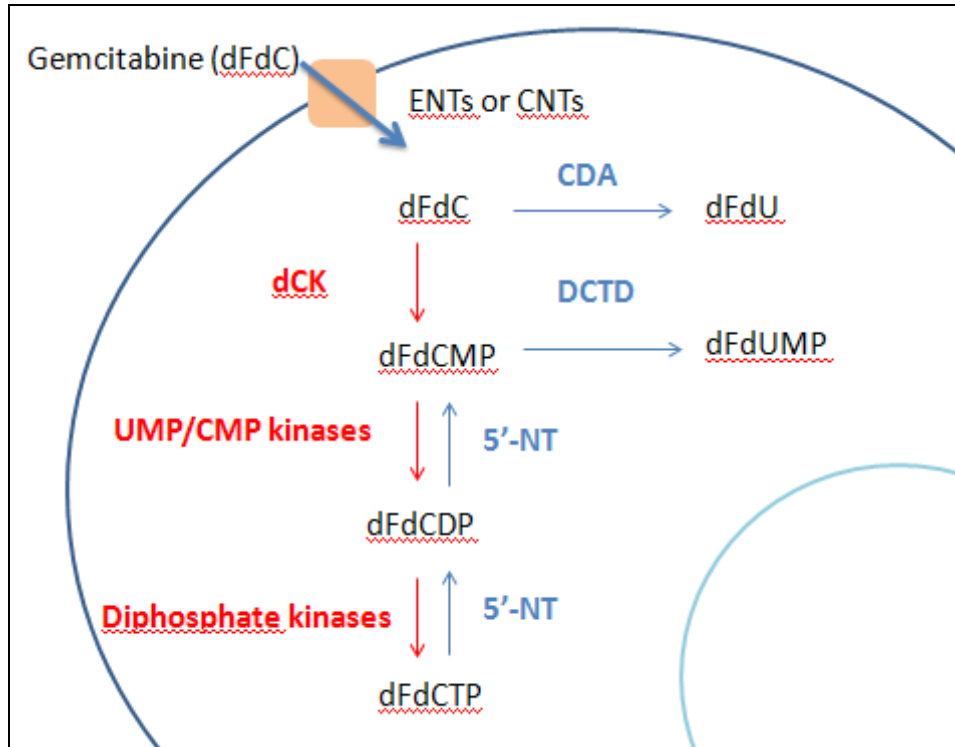 Gemcitabine (dFdC)
ENTs or CNTs
CDA
dFdC
dFdU
dCK
DCTD
dFdCMP
dFdUMP
UMP/CMP kinases
5’-NT
dFdCDP
Diphosphate kinases
5’-NT
dFdCTP